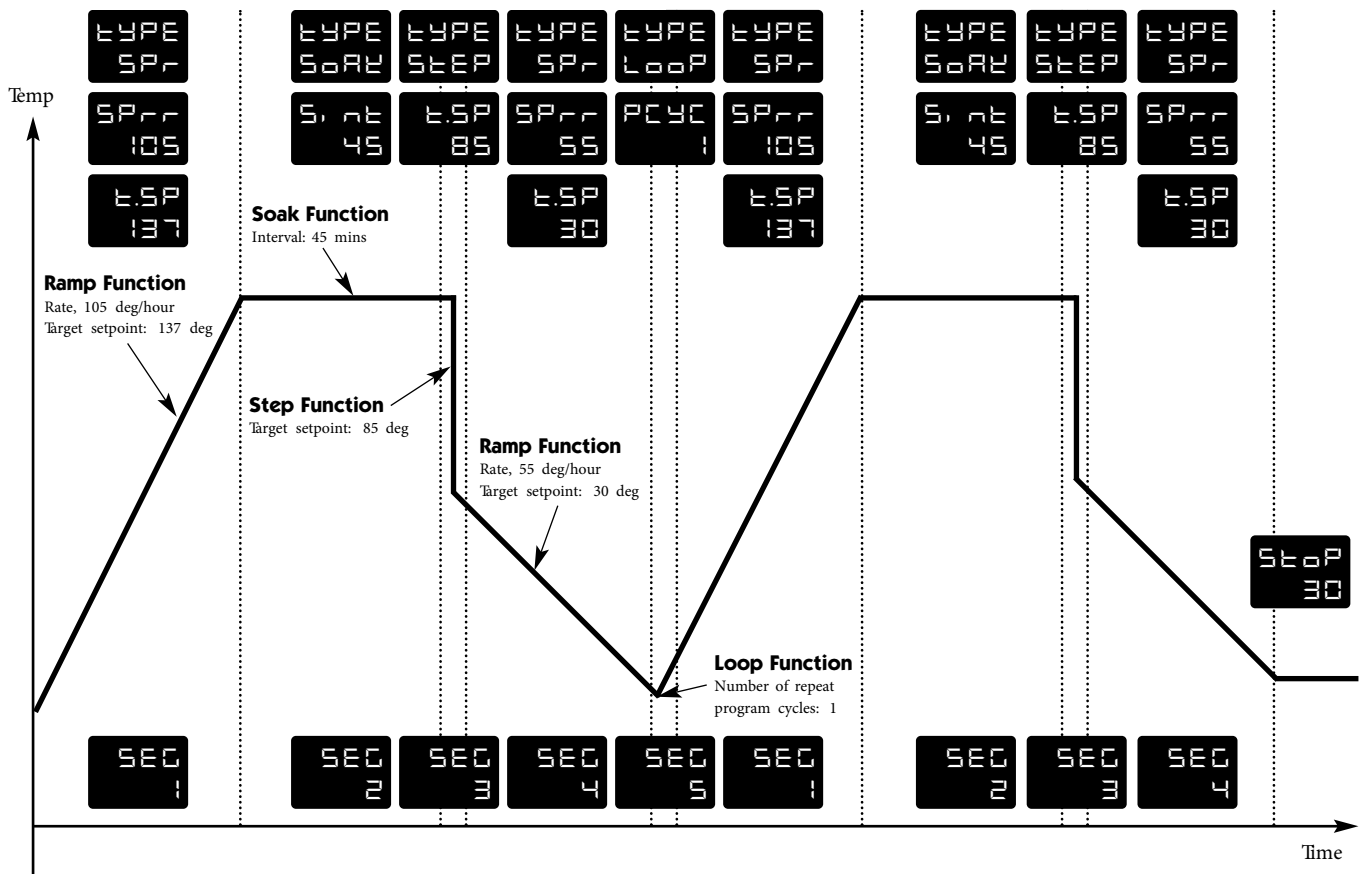 tYPE
SPr
tYPE
SoAK
tYPE
StEP
tYPE
SPr
tYPE
LooP
tYPE
SPr
tYPE
SoAK
tYPE
StEP
tYPE
SPr
Temp
SPrr
105
S, nt
45
t.SP
85
SPrr
55
PCYC
1
SPrr
105
S, nt
45
t.SP
85
SPrr
55
t.SP
137
t.SP
30
t.SP
137
t.SP
30
Soak Function
Interval: 45 mins
Ramp Function
Rate, 105 deg/hour
Target setpoint: 137 deg
Step Function
Target setpoint: 85 deg
Ramp Function
Rate, 55 deg/hour
Target setpoint: 30 deg
StoP
30
Loop Function
Number of repeat
program cycles: 1
SEG
1
SEG
2
SEG
3
SEG
4
SEG
5
SEG
1
SEG
2
SEG
3
SEG
4
Time